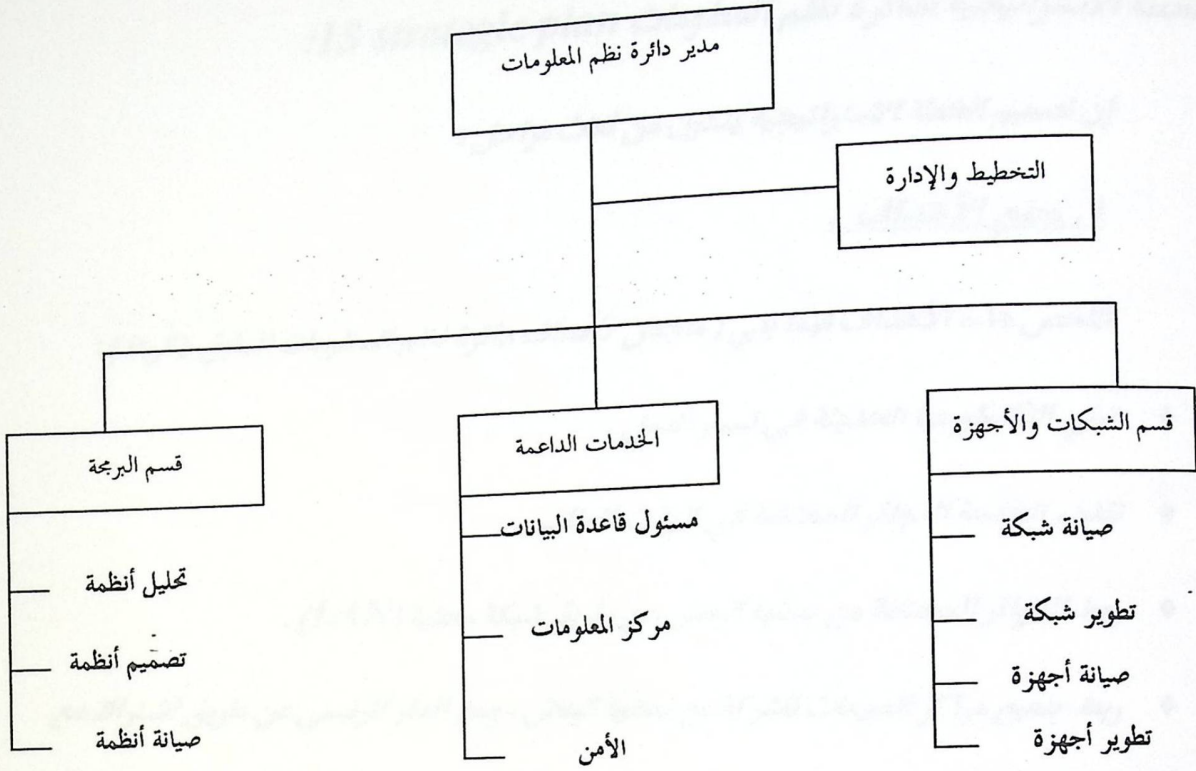 مدير دائرة نظم المعلومات
التخطيط والإدارة
قسم الشبكات والأجهزة
صيانة شبكة
تطوير شبكة
صيانة أجهزة
تطوير أجهزة
الخدمات الداعمة
مسئول قاعدة البيانات
مركز المعلومات
الأمن
قسم البرمجة
تحليل أنظمة
تصميم أنظمة
صيانة أنظمة